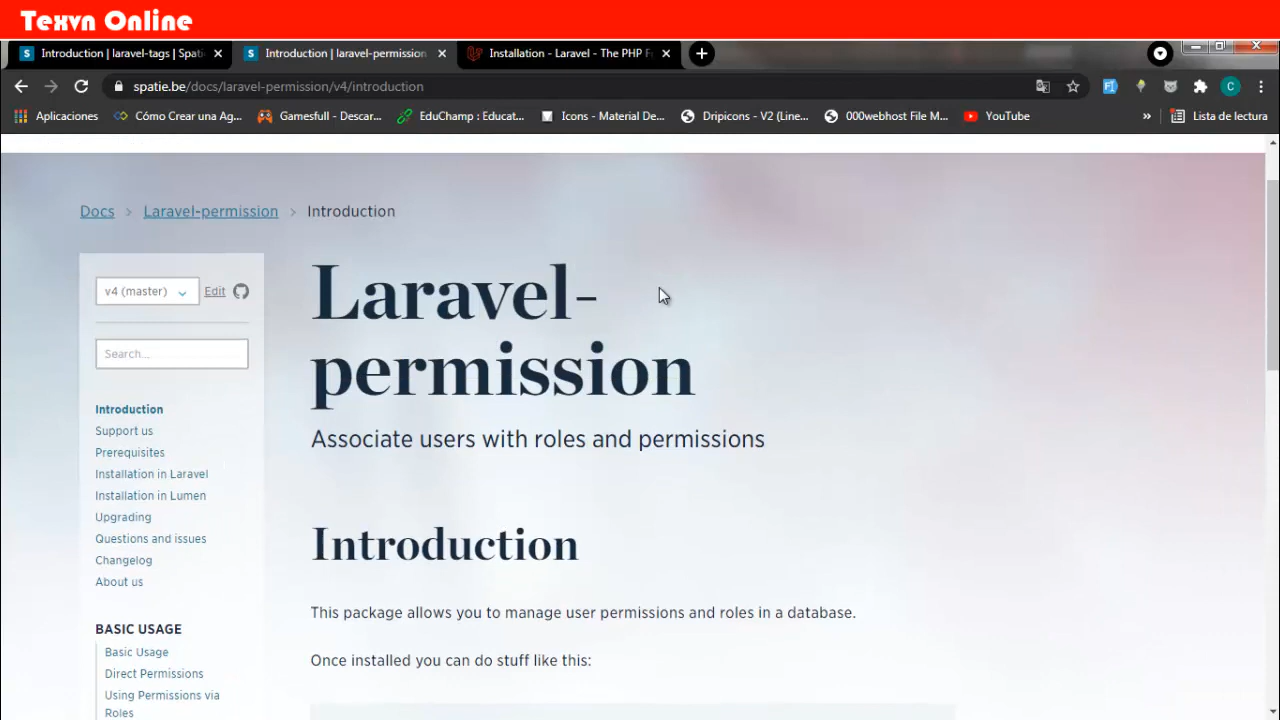 Texvn Online
Introduction | laravel-tags | Spati
Introduction | laravel-permission
Installation - Laravel - The PHP F
spatie.be/docs/laravel-permission/v4/introduction
Aplicaciones
Cómo Crear una Ag...
Gamesfull - Descar...
EduChamp : Educat...
Icons - Material De...
Dripicons - V2 (Line...
000webhost File M...
YouTube
»
Lista de lectura
Docs > Laravel-permission > Introduction
v4 (master)
Edit
Search...
Introduction
Support us
Prerequisites
Installation in Laravel
Installation in Lumen
Upgrading
Questions and issues
Changelog
About us
BASIC USAGE
Basic Usage
Direct Permissions
Using Permissions via
Roles
Laravel-
permission
Associate users with roles and permissions
Introduction
This package allows you to manage user permissions and roles in a database.
Once installed you can do stuff like this: